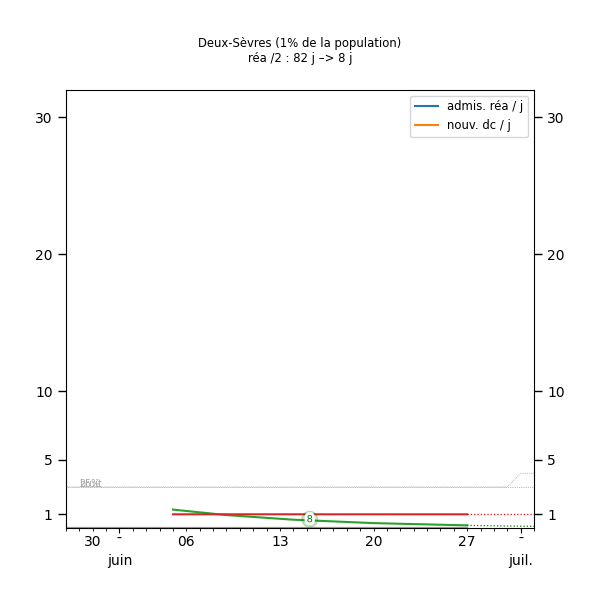 Deux-Sèvres (1% de la population)
réa /2 : 82 j –> 8 j
admis. réa / j
nouv. dc / j
30 30
20 20
10 10
5 5
1 1
8
30 - 06 13 20 27 -
juin juil.